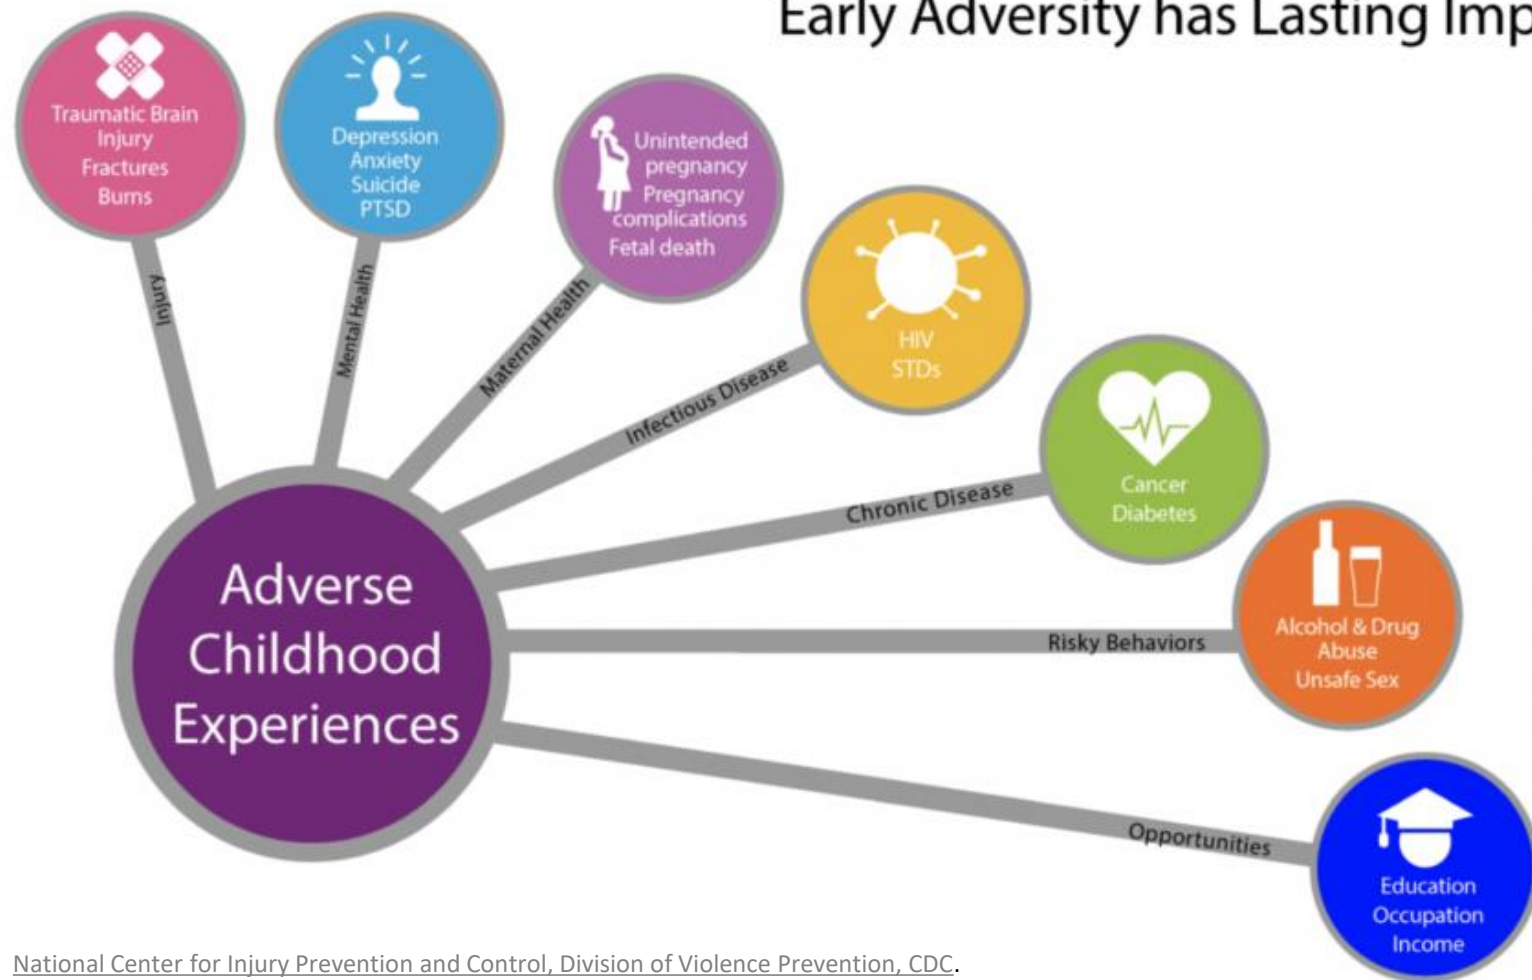 Early Adversity has Lasting Imp
Traumatic Brain
Injury
Fractures
Burns
Depression
Anxiety
Suicide
PTSD
Unintended
pregnancy
Pregnancy
complications
Fetal death
HIV
STDs
Cancer
Diabetes
Alcohol & Drug
Abuse
Unsafe Sex
Education
Occupation
Income
Injury
Mental Health
Maternal Health
Infectious Disease
Chronic Disease
Risky Behaviors
Opportunities
Adverse
Childhood
Experiences
National Center for Injury Prevention and Control, Division of Violence Prevention, CDC.